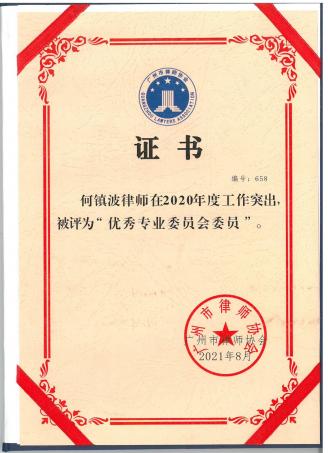 广州市律师协会
GUANGZHOU LAWYERS ASSOCIATION
证书
编号：658
何镇波律师在2020年度工作突出，
被评为“优秀专业委员会委员”。
广州市律师协会
广州市律师协会
2021年8月